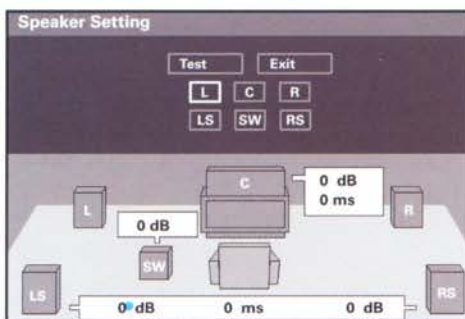 Speaker Setting
Test Exit
L C R
LS SW RS
C
0 dB
0 ms
L
R
0 dB
SW
LS
RS
0 dB 0 ms 0 dB